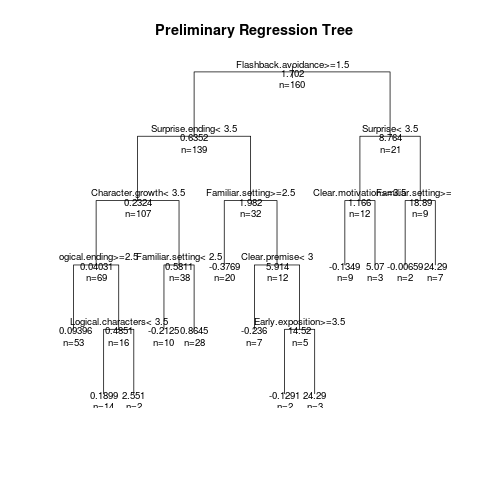 Preliminary Regression Tree
Flashback.avoidance>=1.5
1.702
n=160
Surprise.ending< 3.5
0.6352
n=139
Surprise< 3.5
8.764
n=21
Character.growth< 3.5
0.2324
n=107
Familiar.setting>=2.5
1.982
n=32
Clear.motivations< 3.5
1.166
n=12
Familiar.setting>=
18.89
n=9
ogical.ending>=2.5
0.04031
n=69
Familiar.setting< 2.5
0.5811
n=38
-0.3769
n=20
Clear.premise< 3
5.914
n=12
-0.1349
n=9
5.07
n=3
-0.00659
n=2
24.29
n=7
0.09396
n=53
Logical.characters< 3.5
0.4851
n=16
-0.2125
n=10
0.8645
n=28
-0.236
n=7
Early.exposition>=3.5
14.52
n=5
0.1899
n=14
2.551
n=2
-0.1291
n=2
24.29
n=3